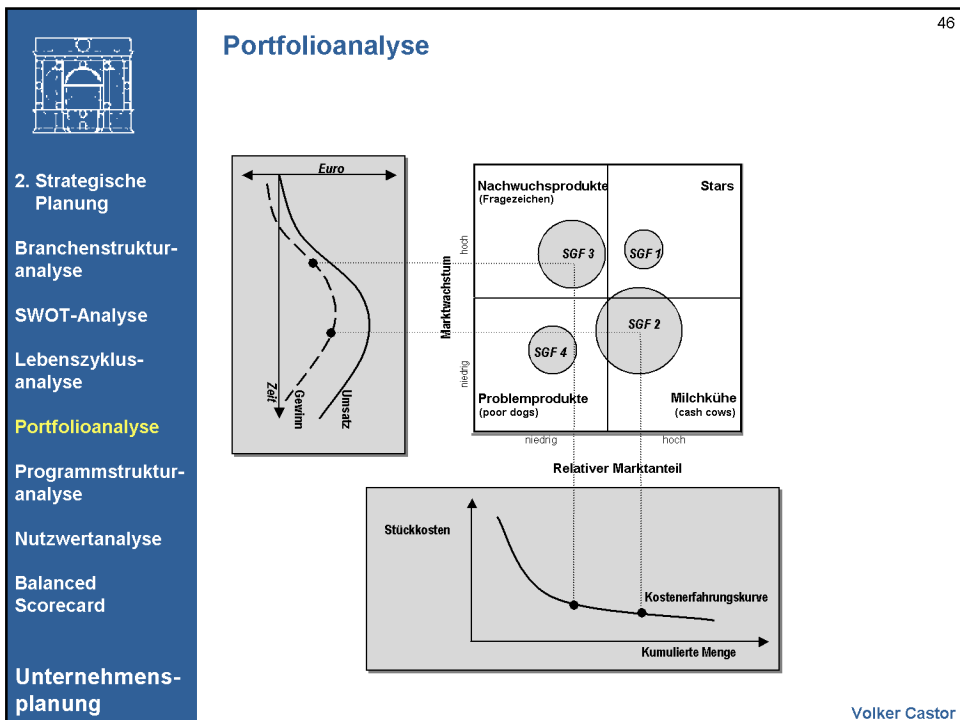 46
Portfolioanalyse
2. Strategische
Planung
Branchenstruktur-
analyse
SWOT-Analyse
Lebenszyklus-
analyse
Portfolioanalyse
Programmstruktur-
analyse
Nutzwertanalyse
Balanced
Scorecard
Unternehmens-
planung
Euro
Zeit
Gewinn
Umsatz
Nachwuchsprodukte
(Fragezeichen)
Stars
SGF 3
SGF 1
SGF 2
SGF 4
Problemprodukte
(poor dogs)
Milchkühe
(cash cows)
hoch
Marktwachstum
niedrig
niedrig
hoch
Relativer Marktanteil
Stückkosten
Kostenerfahrungskurve
Kumulierte Menge
Volker Castor